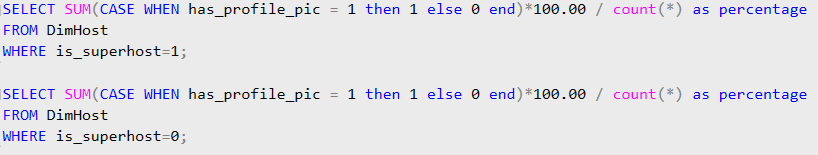 SELECT SUM(CASE WHEN has_profile_pic = 1 then 1 else 0 end)*100.00 / count(*) as percentage
FROM DimHost
WHERE is_superhost=1;
SELECT SUM(CASE WHEN has_profile_pic = 1 then 1 else 0 end)*100.00 / count(*) as percentage
FROM DimHost
WHERE is_superhost=0;